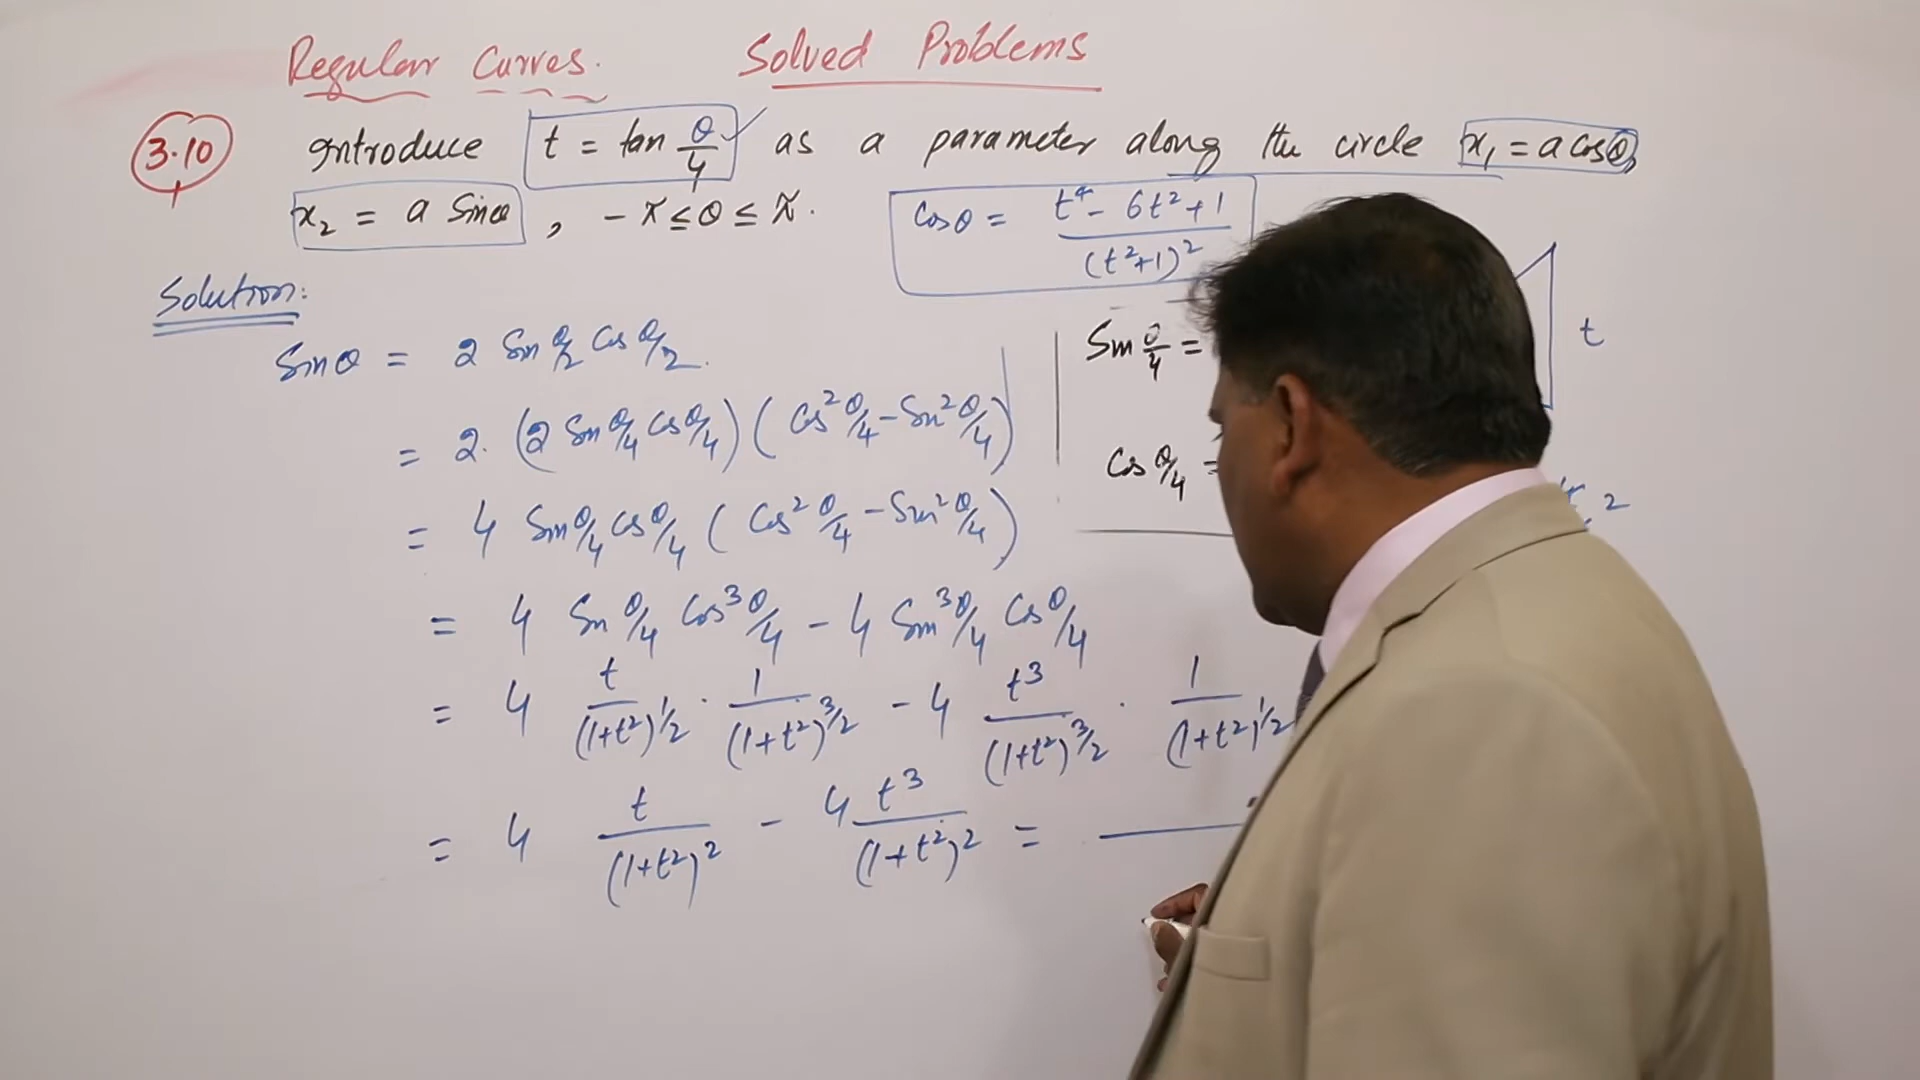 Regular Curves. Solved Problems
3.10 Introduce t = tan θ/4 ✓ as a parameter along the circle x₁ = a cosθ,
x₂ = a Sinθ, -π ≤ θ ≤ π.
Cosθ = (t⁴ - 6t² + 1)/(t²+1)²
Solution:
Sinθ = 2 Sin θ/2 Cos θ/2.
= 2. (2 Sin θ/4 Cos θ/4) (Cos² θ/4 - Sin² θ/4)
= 4 Sin θ/4 Cos θ/4 (Cos² θ/4 - Sin² θ/4)
= 4 Sin θ/4 Cos³ θ/4 - 4 Sin³ θ/4 Cos θ/4
= 4 t/(1+t²)^1/2 · 1/(1+t²)^3/2 - 4 t³/(1+t²)^3/2 · 1/(1+t²)^1/2
= 4 t/(1+t²)² - 4 t³/(1+t²)² =
Sin θ/4 =
Cos θ/4 =
t